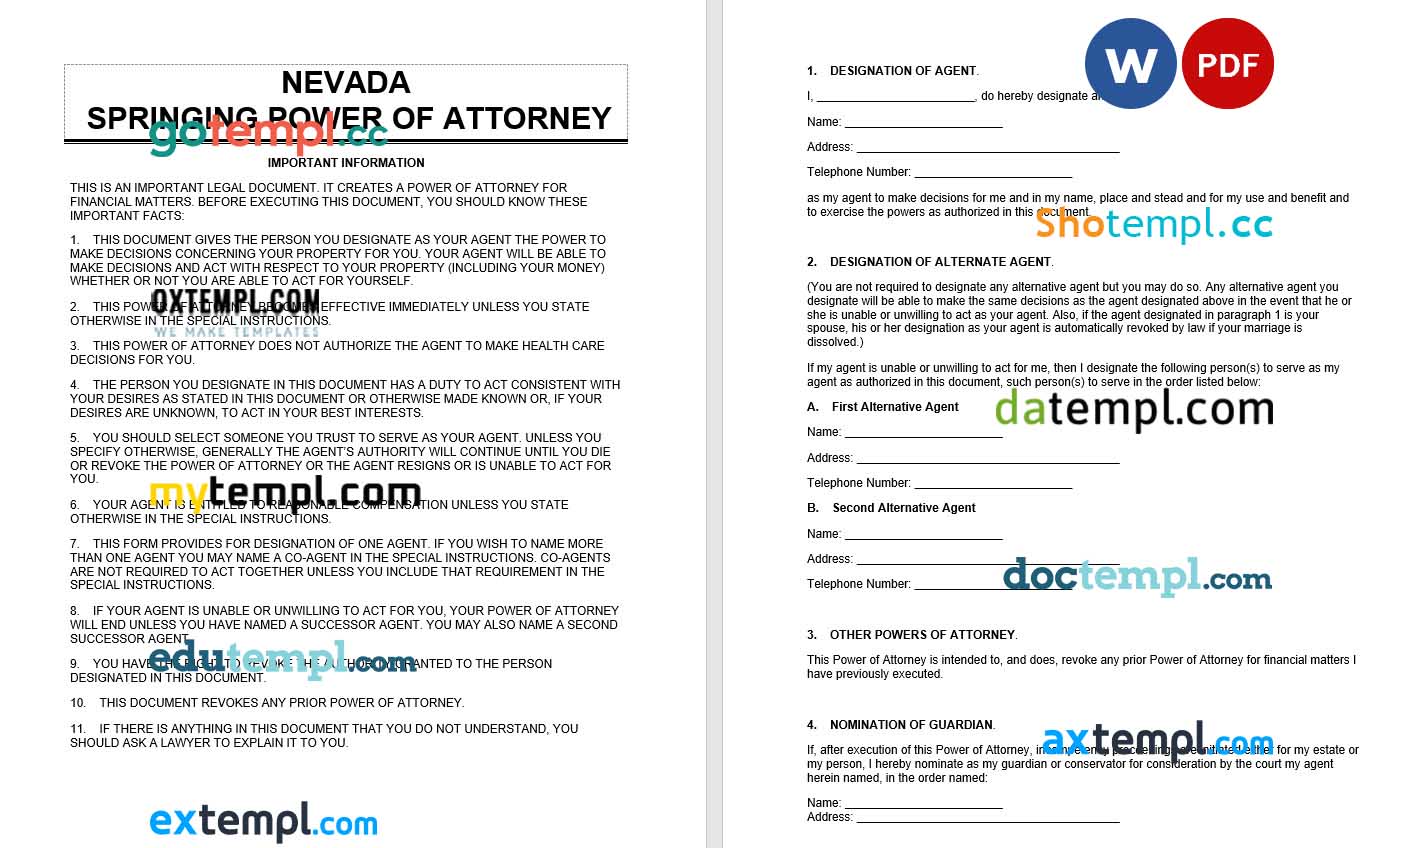 NEVADA
SPRINGING POWER OF ATTORNEY
gotempl.cc
IMPORTANT INFORMATION
THIS IS AN IMPORTANT LEGAL DOCUMENT. IT CREATES A POWER OF ATTORNEY FOR
FINANCIAL MATTERS. BEFORE EXECUTING THIS DOCUMENT, YOU SHOULD KNOW THESE
IMPORTANT FACTS:
1. THIS DOCUMENT GIVES THE PERSON YOU DESIGNATE AS YOUR AGENT THE POWER TO
MAKE DECISIONS CONCERNING YOUR PROPERTY FOR YOU. YOUR AGENT WILL BE ABLE TO
MAKE DECISIONS AND ACT WITH RESPECT TO YOUR PROPERTY (INCLUDING YOUR MONEY)
WHETHER OR NOT YOU ARE ABLE TO ACT FOR YOURSELF.
OXTEMPL.COM
2. THIS POWER OF ATTORNEY BECOMES EFFECTIVE IMMEDIATELY UNLESS YOU STATE
OTHERWISE IN THE SPECIAL INSTRUCTIONS.
WE MAKE TEMPLATES
3. THIS POWER OF ATTORNEY DOES NOT AUTHORIZE THE AGENT TO MAKE HEALTH CARE
DECISIONS FOR YOU.
4. THE PERSON YOU DESIGNATE IN THIS DOCUMENT HAS A DUTY TO ACT CONSISTENT WITH
YOUR DESIRES AS STATED IN THIS DOCUMENT OR OTHERWISE MADE KNOWN OR, IF YOUR
DESIRES ARE UNKNOWN, TO ACT IN YOUR BEST INTERESTS.
5. YOU SHOULD SELECT SOMEONE YOU TRUST TO SERVE AS YOUR AGENT. UNLESS YOU
SPECIFY OTHERWISE, GENERALLY THE AGENT'S AUTHORITY WILL CONTINUE UNTIL YOU DIE
OR REVOKE THE POWER OF ATTORNEY OR THE AGENT RESIGNS OR IS UNABLE TO ACT FOR
YOU.
mytempl.com
6. YOUR AGENT IS ENTITLED TO REASONABLE COMPENSATION UNLESS YOU STATE
OTHERWISE IN THE SPECIAL INSTRUCTIONS.
7. THIS FORM PROVIDES FOR DESIGNATION OF ONE AGENT. IF YOU WISH TO NAME MORE
THAN ONE AGENT YOU MAY NAME A CO-AGENT IN THE SPECIAL INSTRUCTIONS. CO-AGENTS
ARE NOT REQUIRED TO ACT TOGETHER UNLESS YOU INCLUDE THAT REQUIREMENT IN THE
SPECIAL INSTRUCTIONS.
8. IF YOUR AGENT IS UNABLE OR UNWILLING TO ACT FOR YOU, YOUR POWER OF ATTORNEY
WILL END UNLESS YOU HAVE NAMED A SUCCESSOR AGENT. YOU MAY ALSO NAME A SECOND
SUCCESSOR AGENT
edutempl.com
9. YOU HAVE THE RIGHT TO REVOKE THE AUTHORITY GRANTED TO THE PERSON
DESIGNATED IN THIS DOCUMENT.
10. THIS DOCUMENT REVOKES ANY PRIOR POWER OF ATTORNEY.
11. IF THERE IS ANYTHING IN THIS DOCUMENT THAT YOU DO NOT UNDERSTAND, YOU
SHOULD ASK A LAWYER TO EXPLAIN IT TO YOU.
extempl.com
W PDF
1. DESIGNATION OF AGENT.
I, ________________________, do hereby designate
Name: ________________________
Address: ________________________________________
Telephone Number: ________________________
as my agent to make decisions for me and in my name, place and stead and for my use and benefit and
to exercise the powers as authorized in this document.
Shotempl.cc
2. DESIGNATION OF ALTERNATE AGENT.
(You are not required to designate any alternative agent but you may do so. Any alternative agent you
designate will be able to make the same decisions as the agent designated above in the event that he or
she is unable or unwilling to act as your agent. Also, if the agent designated in paragraph 1 is your
spouse, his or her designation as your agent is automatically revoked by law if your marriage is
dissolved.)
If my agent is unable or unwilling to act for me, then I designate the following person(s) to serve as my
agent as authorized in this document, such person(s) to serve in the order listed below:
A. First Alternative Agent
datempl.com
Name: ________________________
Address: ________________________________________
Telephone Number: ________________________
B. Second Alternative Agent
Name: ________________________
Address: ________________________________________
Telephone Number: ________________________
doctempl.com
3. OTHER POWERS OF ATTORNEY.
This Power of Attorney is intended to, and does, revoke any prior Power of Attorney for financial matters I
have previously executed.
4. NOMINATION OF GUARDIAN.
axtempl.com
If, after execution of this Power of Attorney, incompetency proceedings are initiated either for my estate or
my person, I hereby nominate as my guardian or conservator for consideration by the court my agent
herein named, in the order named:
Name: ________________________
Address: ________________________________________